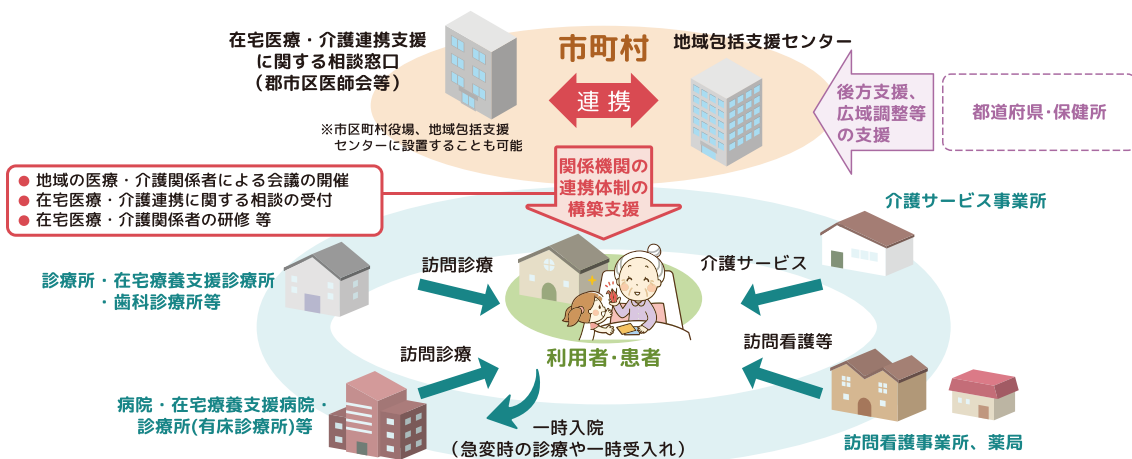 在宅医療・介護連携支援
に関する相談窓口
（郡市区医師会等）
市町村
地域包括支援センター
連携
※市区町村役場、地域包括支援
センターに設置することも可能
後方支援、
広域調整等
の支援
都道府県・保健所
関係機関の
連携体制の
構築支援
● 地域の医療・介護関係者による会議の開催
● 在宅医療・介護連携に関する相談の受付
● 在宅医療・介護関係者の研修 等
介護サービス事業所
診療所・在宅療養支援診療所
・歯科診療所等
訪問診療
介護サービス
利用者・患者
訪問診療
訪問看護等
病院・在宅療養支援病院・
診療所(有床診療所)等
一時入院
（急変時の診療や一時受入れ）
訪問看護事業所、薬局